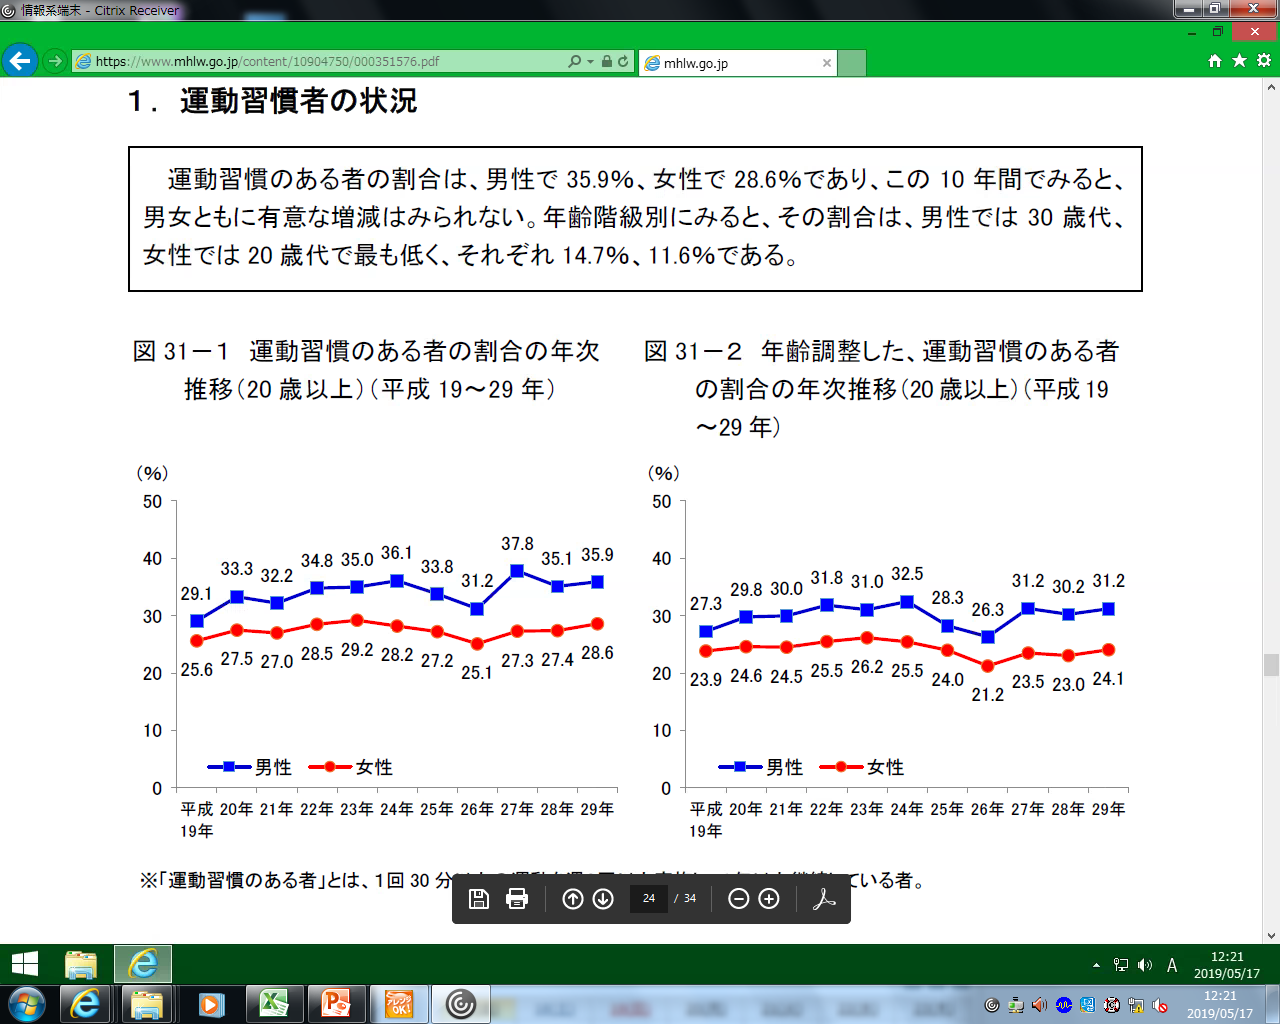 情報系端末 - Citrix Receiver
https://www.mhlw.go.jp/content/10904750/000351576.pdf
mhlw.go.jp
１．運動習慣者の状況
運動習慣のある者の割合は、男性で 35.9％、女性で 28.6％であり、この 10 年間でみると、
男女ともに有意な増減はみられない。年齢階級別にみると、その割合は、男性では 30 歳代、
女性では 20 歳代で最も低く、それぞれ 14.7％、11.6％である。
図 31－１ 運動習慣のある者の割合の年次
推移（20 歳以上）（平成 19～29 年）
(%)
50
40
30
20
10
0
29.1 33.3 32.2 34.8 35.0 36.1 33.8 31.2 37.8 35.1 35.9
25.6 27.5 27.0 28.5 29.2 28.2 27.2 25.1 27.3 27.4 28.6
男性 女性
平成 20年 21年 22年 23年 24年 25年 26年 27年 28年 29年
19年
図 31－２ 年齢調整した、運動習慣のある者
の割合の年次推移（20 歳以上）（平成 19
～29 年）
(%)
50
40
30
20
10
0
27.3 29.8 30.0 31.8 31.0 32.5 28.3 26.3 31.2 30.2 31.2
23.9 24.6 24.5 25.5 26.2 25.5 24.0 21.2 23.5 23.0 24.1
男性 女性
平成 20年 21年 22年 23年 24年 25年 26年 27年 28年 29年
19年
※「運動習慣のある者」とは、１回 30 分
ている者。
24 / 34
A
12:21
2019/05/17
12:21
2019/05/17